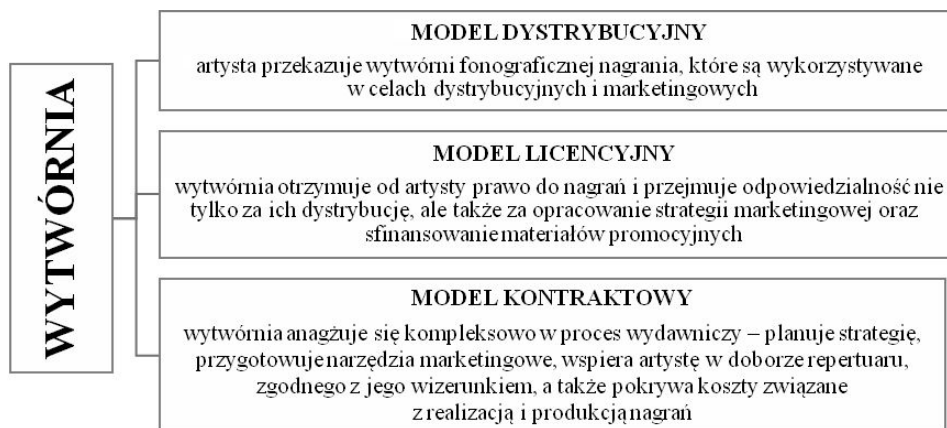 WYTWÓRNIA
MODEL DYSTRYBUCYJNY
artysta przekazuje wytwórni fonograficznej nagrania, które są wykorzystywane
w celach dystrybucyjnych i marketingowych
MODEL LICENCYJNY
wytwórnia otrzymuje od artysty prawo do nagrań i przejmuje odpowiedzialność nie
tylko za ich dystrybucję, ale także za opracowanie strategii marketingowej oraz
sfinansowanie materiałów promocyjnych
MODEL KONTRAKTOWY
wytwórnia anagżuje się kompleksowo w proces wydawniczy – planuje strategię,
przygotowuje narzędzia marketingowe, wspiera artystę w doborze repertuaru,
zgodnego z jego wizerunkiem, a także pokrywa koszty związane
z realizacją i produkcją nagrań